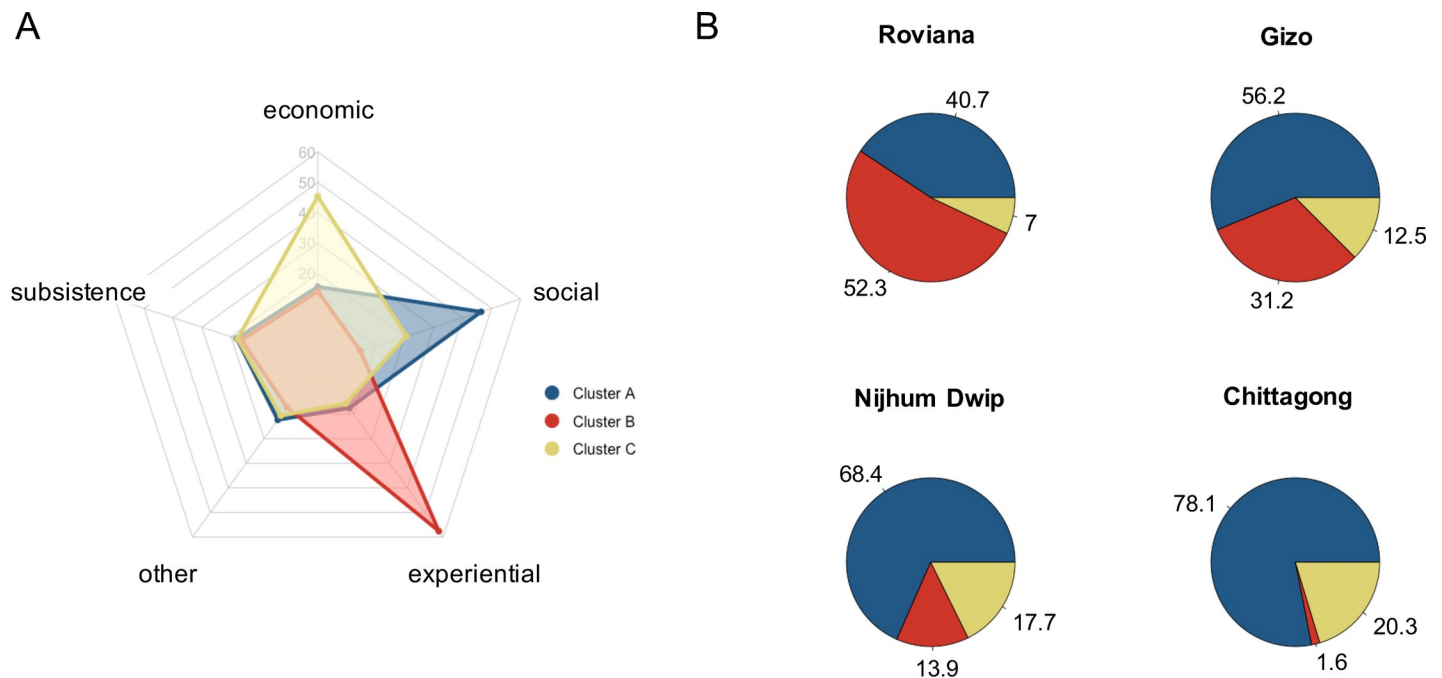 A
economic
60
50
40
30
20
subsistence
social
other
experiential
Cluster A
Cluster B
Cluster C
B
Roviana
40.7
52.3
7
Gizo
56.2
31.2
12.5
Nijhum Dwip
68.4
13.9
17.7
Chittagong
78.1
1.6
20.3